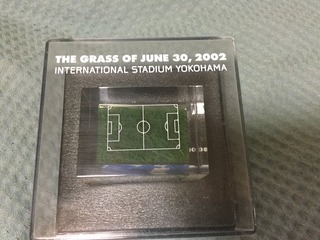 THE GRASS OF JUNE 30, 2002
INTERNATIONAL STADIUM YOKOHAMA